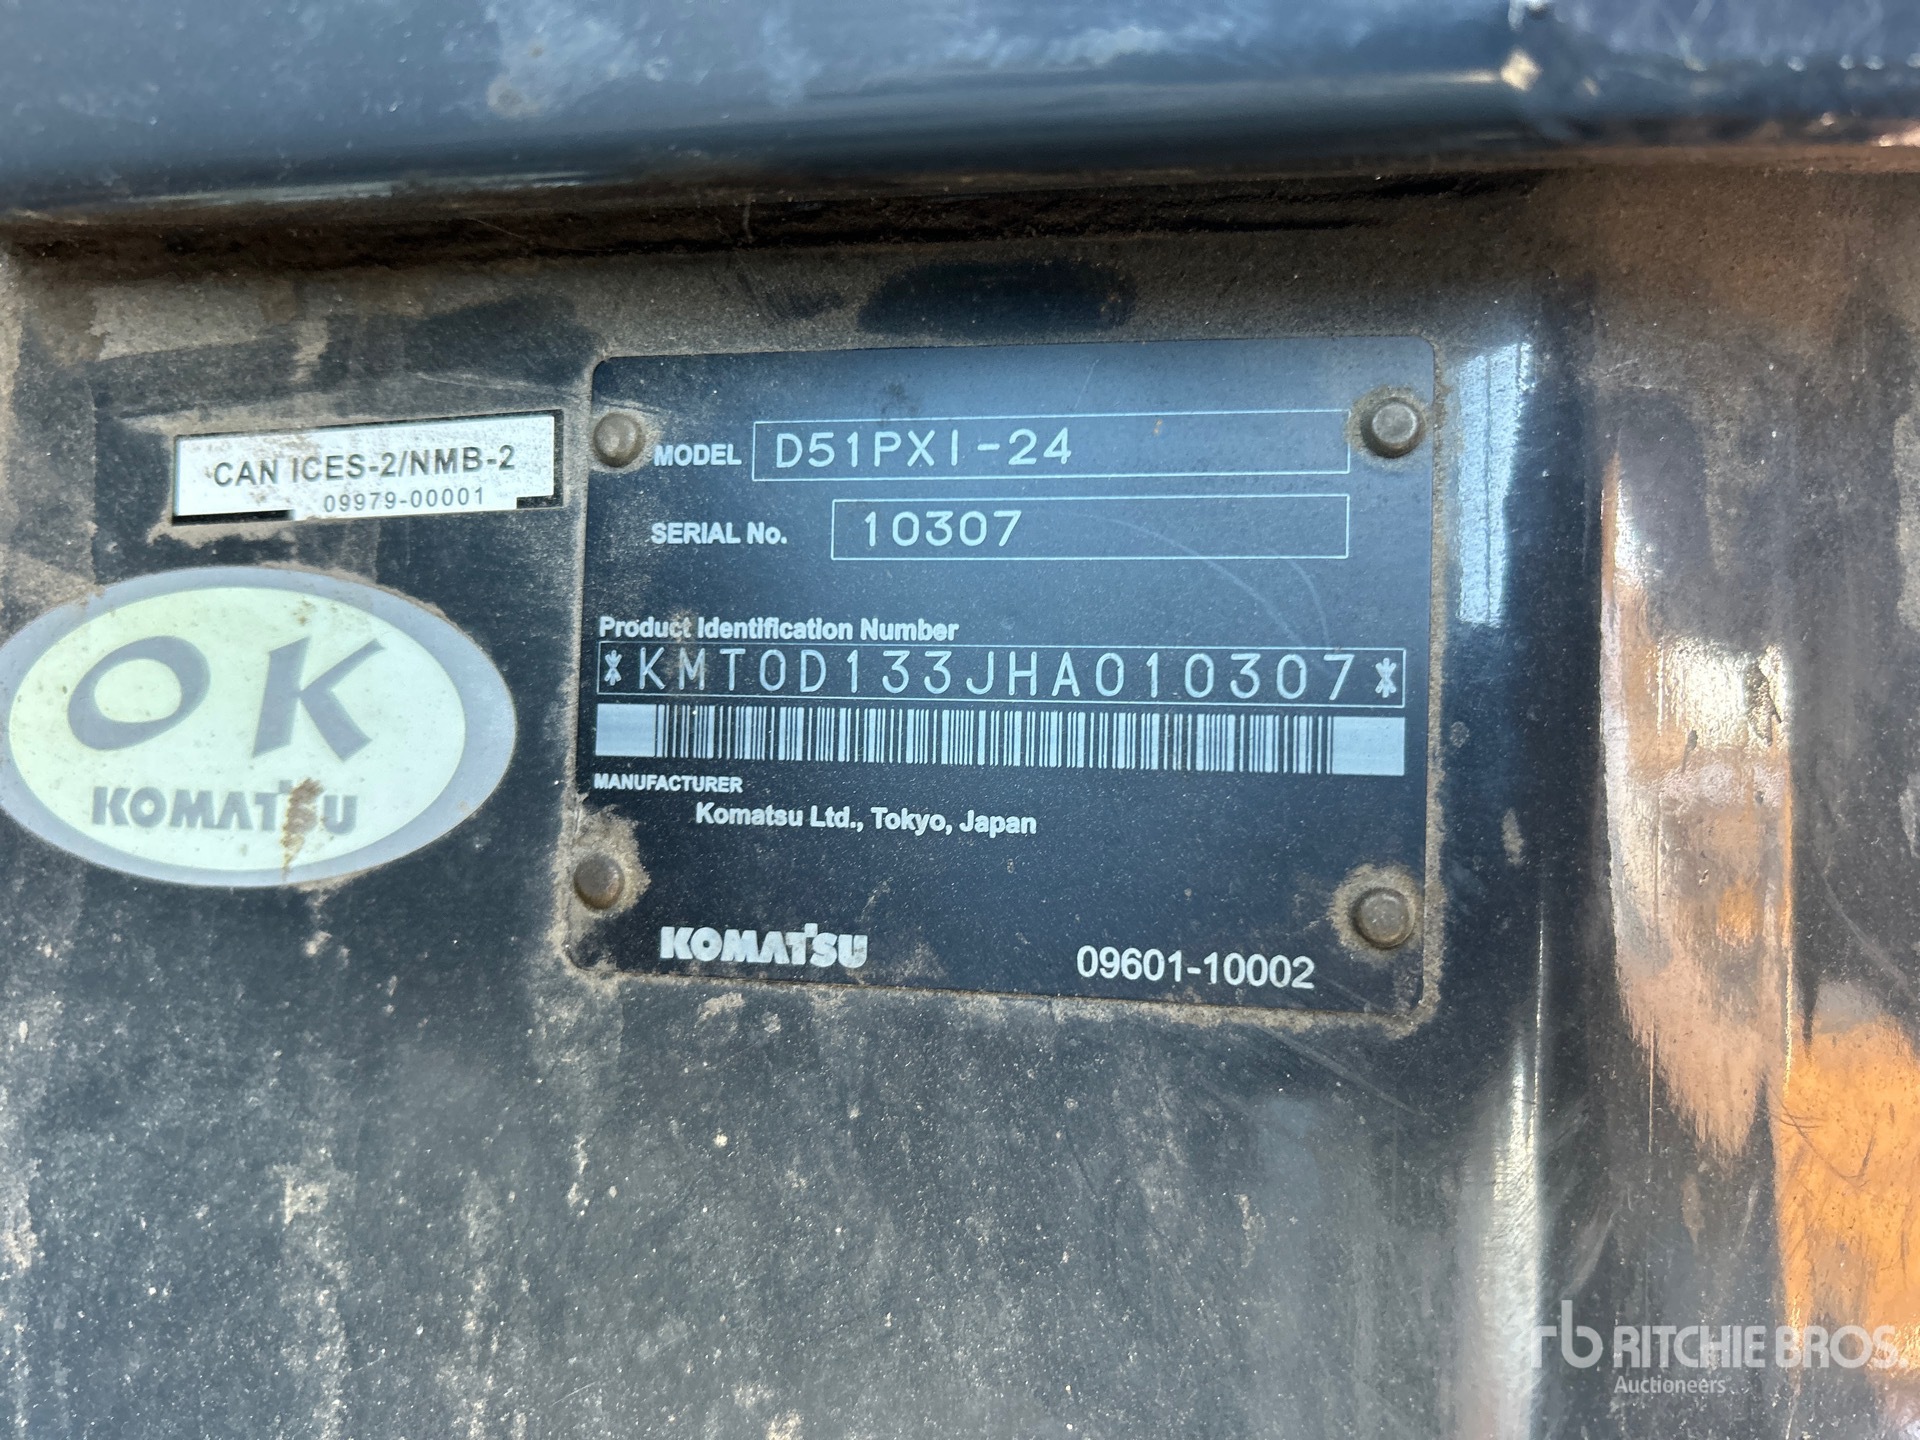 CAN ICES-2/NMB-2
09979-00001
OK
KOMATSU
MODEL D51PXI-24
SERIAL No. 10307
Product Identification Number
*KMT0D133JHA010307*
MANUFACTURER
Komatsu Ltd., Tokyo, Japan
KOMATSU 09601-10002
rb RITCHIE BROS.
Auctioneers